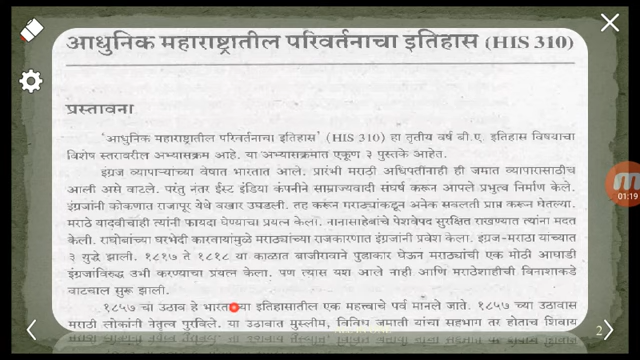 आधुनिक महाराष्ट्रातील परिवर्तनाचा इतिहास (HIS 310)
प्रस्तावना
'आधुनिक महाराष्ट्रातील परिवर्तनाचा इतिहास' (HIS 310) हा तृतीय वर्ष बी.ए. इतिहास विषयाचा
विशेष स्तरावरील अभ्यासक्रम आहे. या अभ्यासक्रमात एकूण ३ पुस्तके आहेत.
इंग्रज व्यापाऱ्याच्या वेषात भारतात आले. प्रारंभी मराठी अधिपतींनाही ही जमात व्यापारासाठीच
आली असे वाटले. परंतु नंतर ईस्ट इंडिया कंपनीने साम्राज्यवादी संघर्ष करून आपले प्रभुत्व निर्माण केले.
इंग्रजांनी कोकणात राजापूर येथे वखार उघडली. तह करून मराठ्यांकडून अनेक सवलती प्राप्त करून घेतल्या.
मराठे यादवीचाही त्यांनी फायदा घेण्याचा प्रयत्न केला. नानासाहेबांचे पेशवेपद सुरक्षित राखण्यात त्यांना मदत
केली. राघोबांच्या घरभेदी कारवायांमुळे मराठ्यांच्या राजकारणात इंग्रजांनी प्रवेश केला. इंग्रज-मराठा यांच्यात
३ युद्धे झाली. १८१७ ते १८१८ या काळात बाजीरावाने पुढाकार घेऊन मराठ्यांची एक मोठी आघाडी
इंग्रजांविरुद्ध उभी करण्याचा प्रयत्न केला. पण त्यास यश आले नाही आणि मराठेशाहीची विनाशाकडे
वाटचाल सुरू झाली.
१८५७ चा उठाव हे भारताच्या इतिहासातील एक महत्त्वाचे पर्व मानले जाते. १८५७ च्या उठावास
मराठी लोकांनी नेतृत्व पुरविले. या उठावात मुस्लीम, विविध जमाती यांचा सहभाग तर होताच शिवाय
01:19
2